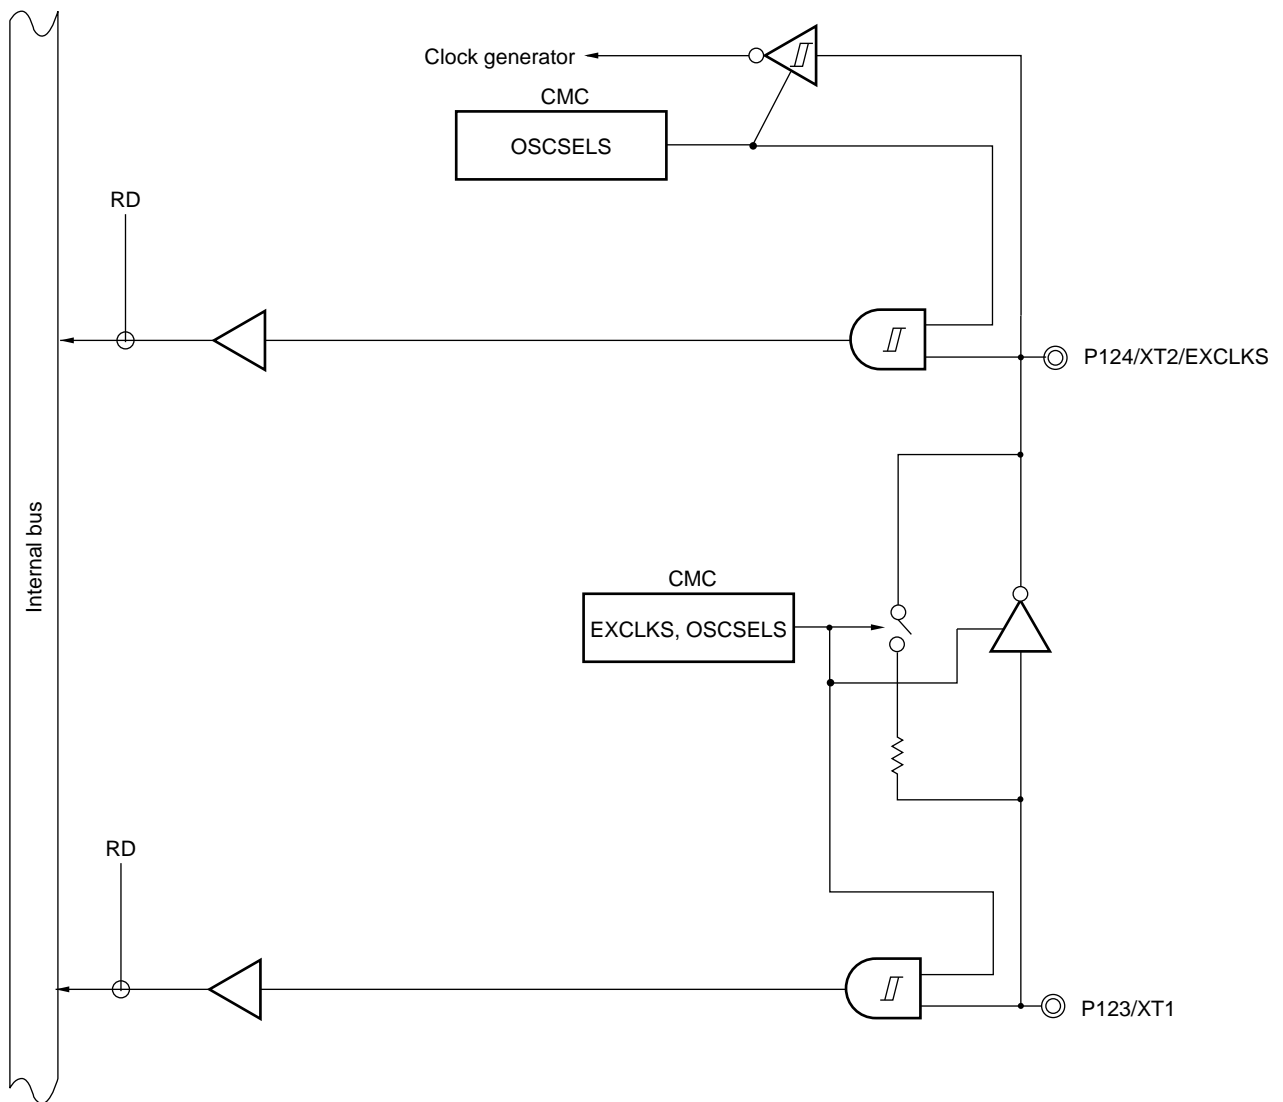 Clock generator
CMC
OSCSELS
RD
P124/XT2/EXCLKS
Internal bus
CMC
EXCLKS, OSCSELS
RD
P123/XT1